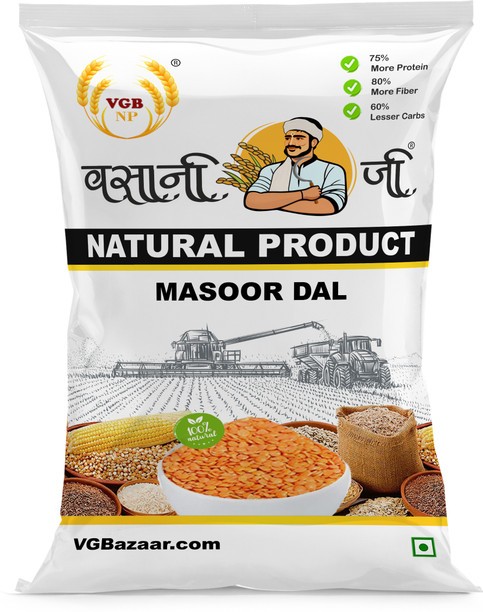 VGB
NP
®
75%
More Protein
80%
More Fiber
60%
Lesser Carbs
वसानी जी
®
NATURAL PRODUCT
MASOOR DAL
100%
natural
VGBazaar.com